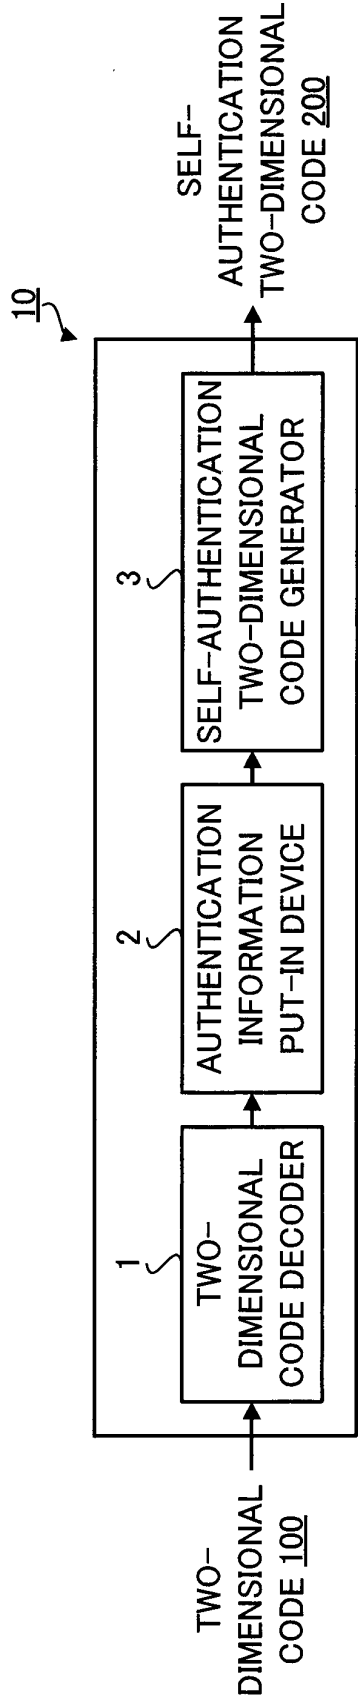 10
TWO-
DIMENSIONAL
CODE 100
1
TWO-
DIMENSIONAL
CODE DECODER
2
AUTHENTICATION
INFORMATION
PUT-IN DEVICE
3
SELF-AUTHENTICATION
TWO-DIMENSIONAL
CODE GENERATOR
SELF-
AUTHENTICATION
TWO-DIMENSIONAL
CODE 200